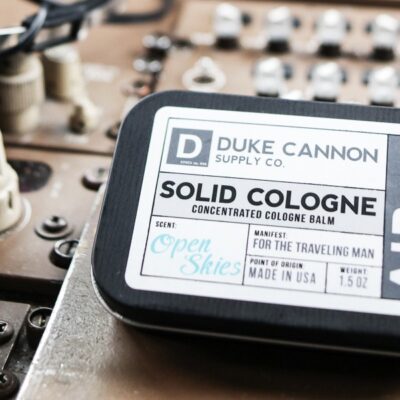 D
DUKE CANNON
SUPPLY CO.
SOLID COLOGNE
CONCENTRATED COLOGNE BALM
SCENT:
Open
Skies
MANIFEST:
FOR THE TRAVELING MAN
POINT OF ORIGIN:
MADE IN USA
WEIGHT
1.5 OZ